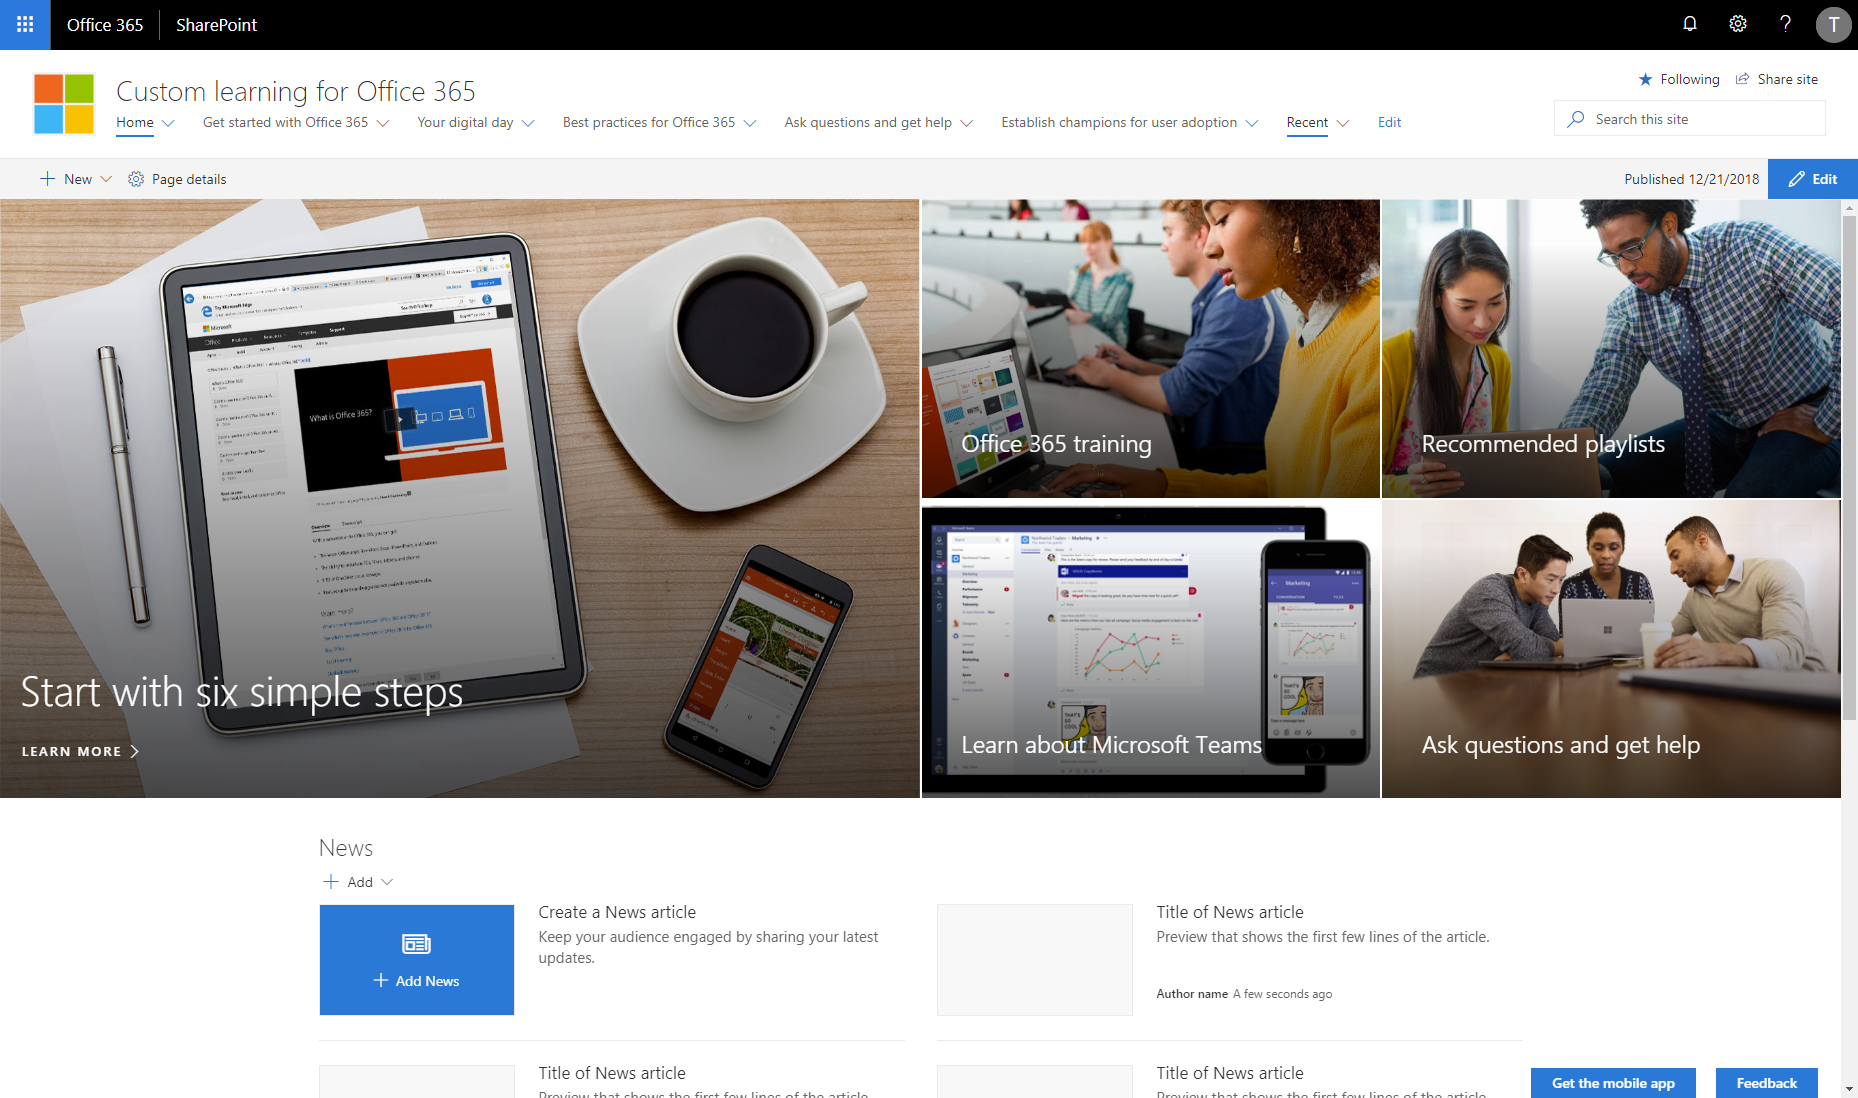 Office 365 SharePoint T
Custom learning for Office 365
Following Share site
Home Get started with Office 365 Your digital day Best practices for Office 365 Ask questions and get help Establish champions for user adoption Recent Edit
Search this site
New Page details Published 12/21/2018 Edit
What is Office 365?
Office 365 training
Recommended playlists
Start with six simple steps
LEARN MORE
Marketing
THAT'S SO COOL
Learn about Microsoft Teams
Ask questions and get help
News
Add
Add News
Create a News article
Keep your audience engaged by sharing your latest
updates.
Title of News article
Preview that shows the first few lines of the article.
Author name A few seconds ago
Title of News article
Preview that shows the first few lines of the article.
Title of News article
Preview that shows the first few lines of the article.
Get the mobile app Feedback